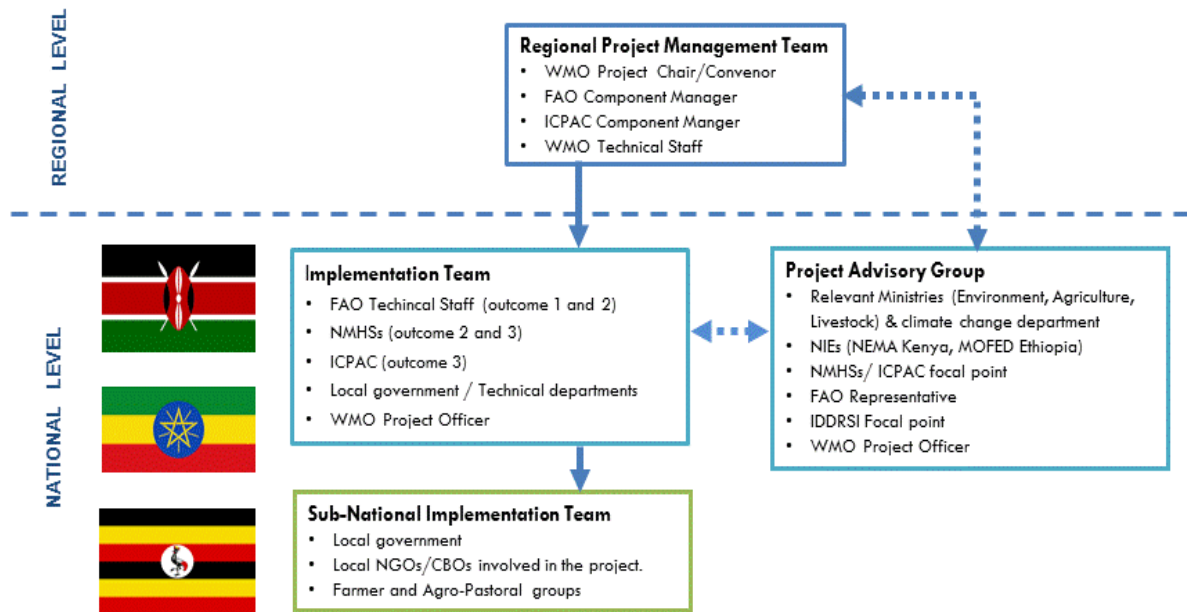 REGIONAL LEVEL
Regional Project Management Team
• WMO Project Chair/Convenor
• FAO Component Manager
• ICPAC Component Manger
• WMO Technical Staff
NATIONAL LEVEL
Implementation Team
• FAO Techincal Staff (outcome 1 and 2)
• NMHSs (outcome 2 and 3)
• ICPAC (outcome 3)
• Local government / Technical departments
• WMO Project Officer
Project Advisory Group
• Relevant Ministries (Environment, Agriculture,
Livestock) & climate change department
• NIEs (NEMA Kenya, MOFED Ethiopia)
• NMHSs/ ICPAC focal point
• FAO Representative
• IDDRSI Focal point
• WMO Project Officer
Sub-National Implementation Team
• Local government
• Local NGOs/CBOs involved in the project.
• Farmer and Agro-Pastoral groups